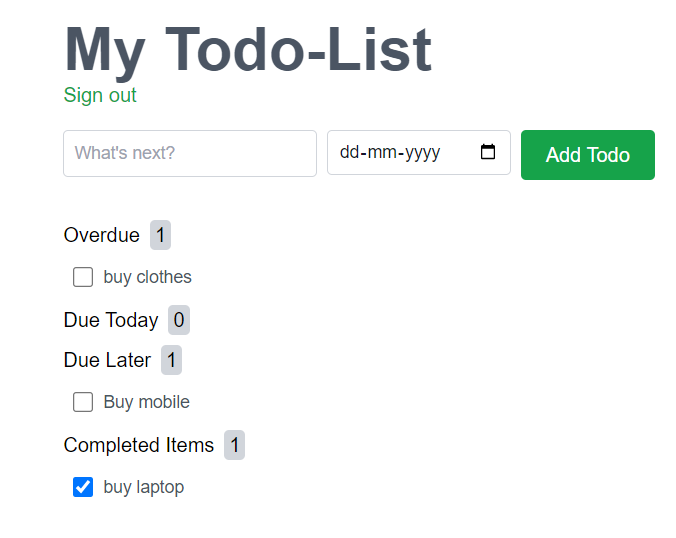 My Todo-List
Sign out
What's next? dd-mm-yyyy Add Todo
Overdue 1
buy clothes
Due Today 0
Due Later 1
Buy mobile
Completed Items 1
buy laptop